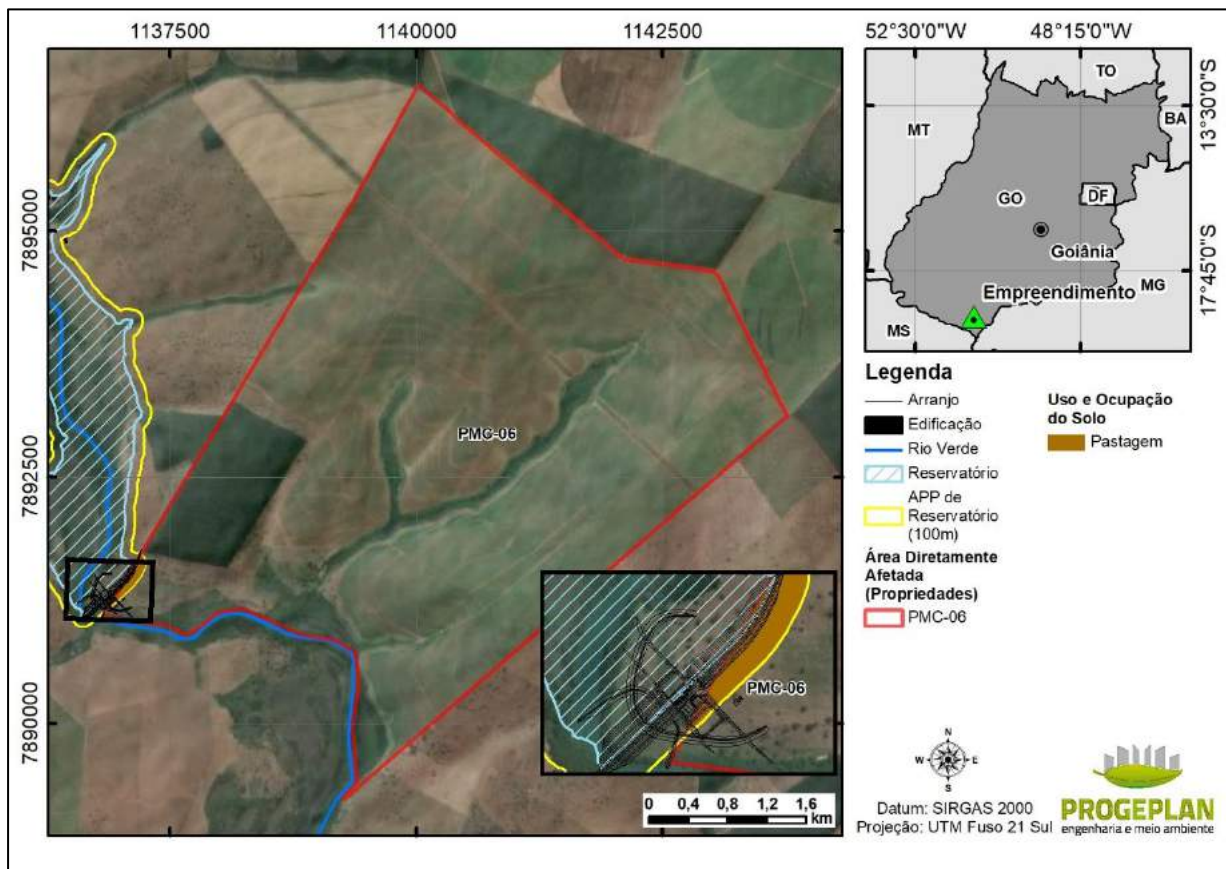 1137500
1140000
1142500
7895000
7892500
7890000
PMC-06
PMC-06
0 0,4 0,8 1,2 1,6
km
52°30'0"W
48°15'0"W
13°30'0"S
17°45'0"S
TO
MT
BA
GO
DF
Goiânia
MG
Empreendimento
MS
Legenda
Arranjo
Edificação
Rio Verde
Reservatório
APP de
Reservatório
(100m)
Área Diretamente
Afetada
(Propriedades)
PMC-06
Uso e Ocupação
do Solo
Pastagem
N
W E
S
Datum: SIRGAS 2000
Projeção: UTM Fuso 21 Sul
PROGEPLAN
engenharia e meio ambiente